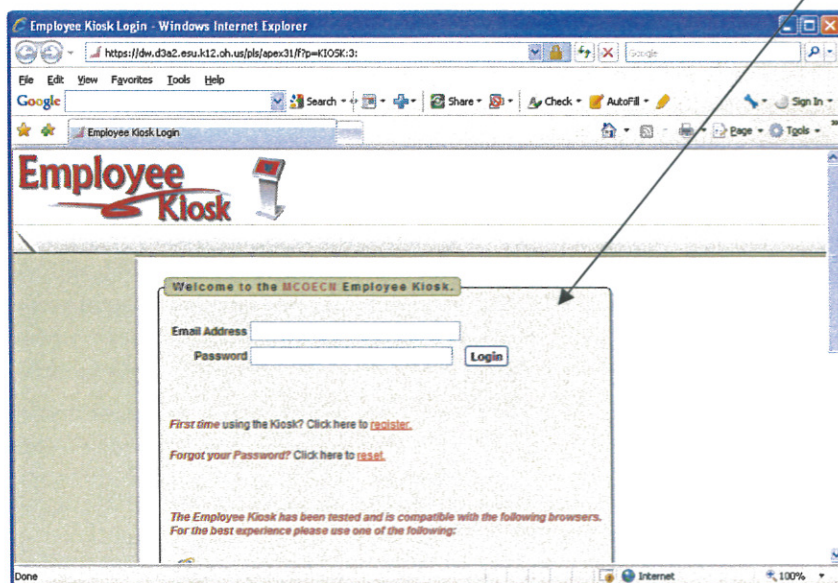 Employee Kiosk Login - Windows Internet Explorer
https://dw.d3a2.esu.k12.oh.us/pls/apex31/f?p=KIOSK:3:
Google
File Edit View Favorites Tools Help
Google Search Share Check AutoFill Sign In
Employee Kiosk Login Page Tools
Employee
Kiosk
Welcome to the MCOECN Employee Kiosk.
Email Address
Password Login
First time using the Kiosk? Click here to register.
Forgot your Password? Click here to reset.
The Employee Kiosk has been tested and is compatible with the following browsers.
For the best experience please use one of the following:
Done Internet 100%